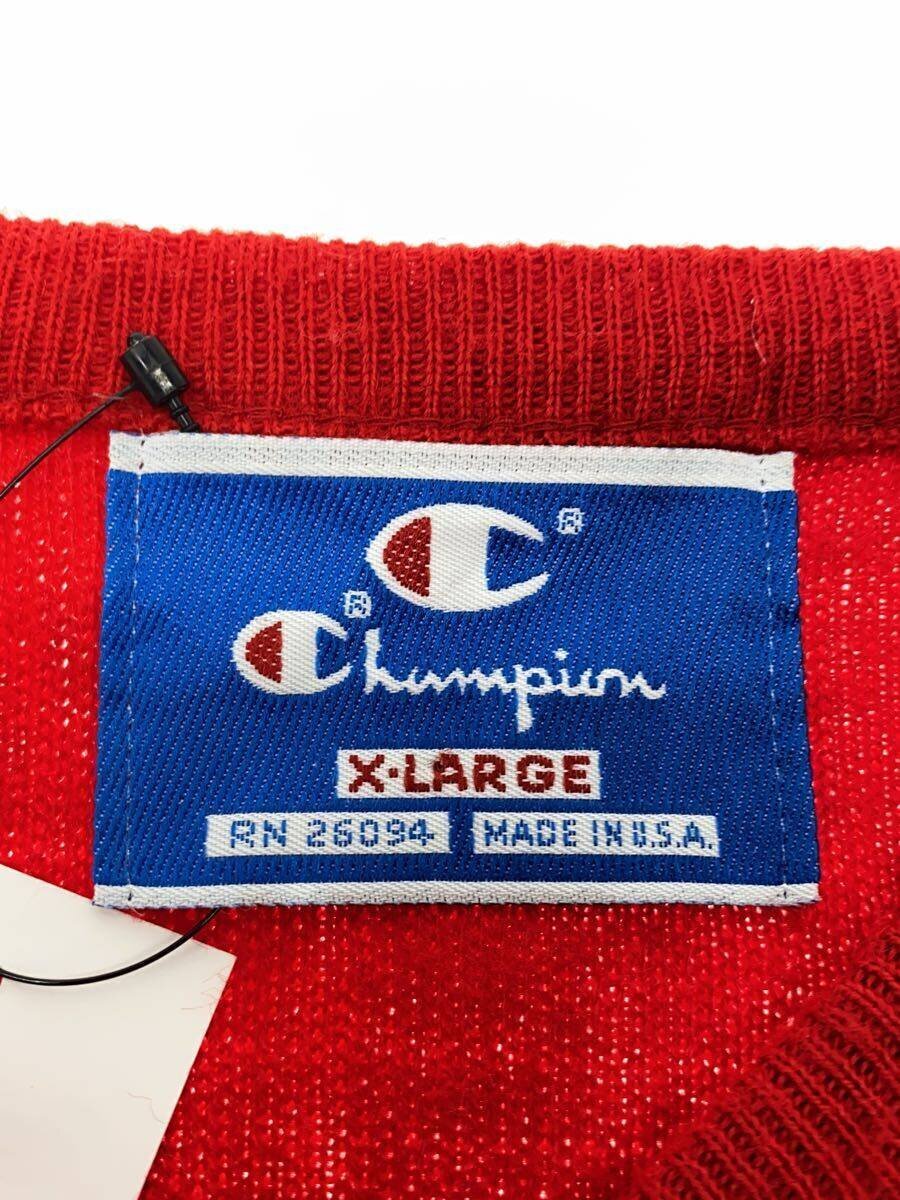 ®
Champion®
X·LARGE
RN 26094 MADE IN U.S.A.